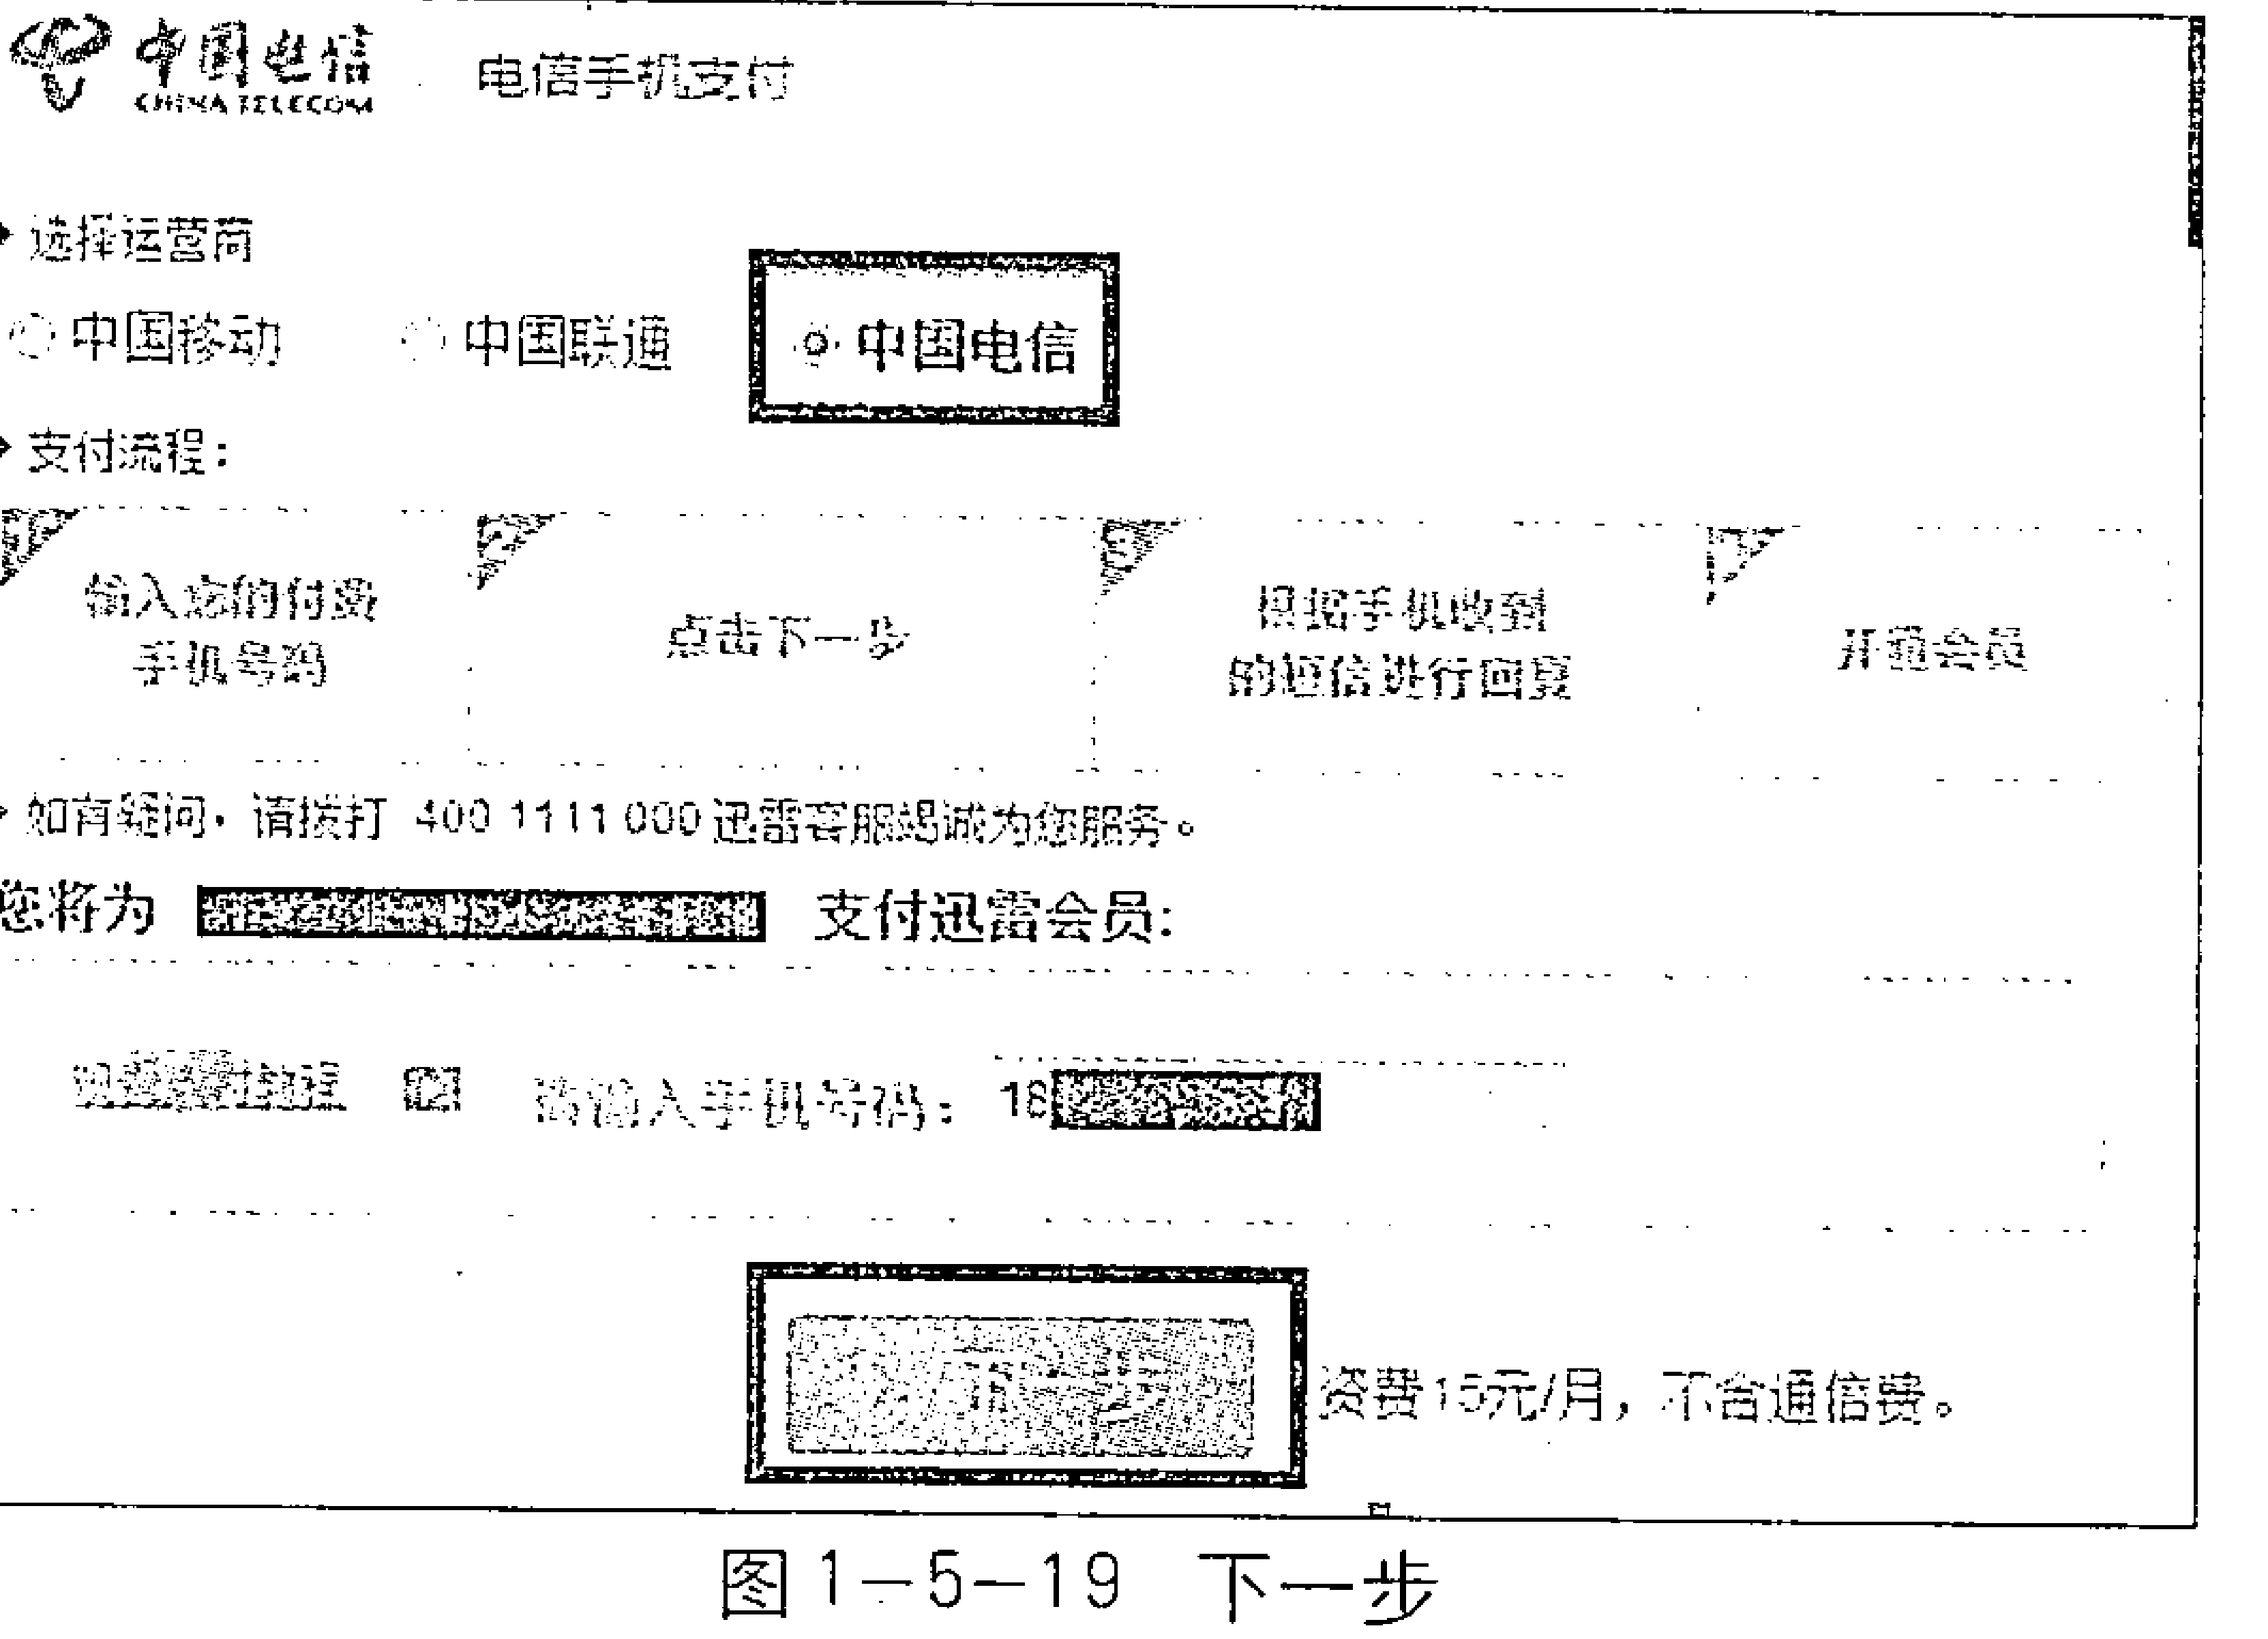 中国电信 电信手机支付
CHINA TELECOM
选择运营商
中国移动 中国联通 中国电信
支付流程：
输入您的付费
手机号码
点击下一步
根据手机收到
的短信进行回复
开通会员
如有疑问，请拨打 400 1111 000 迅雷客服竭诚为您服务。
您将为 支付迅雷会员:
请输入手机号码： 18
下一步 资费15元/月，不含通信费。
图1-5-19 下一步